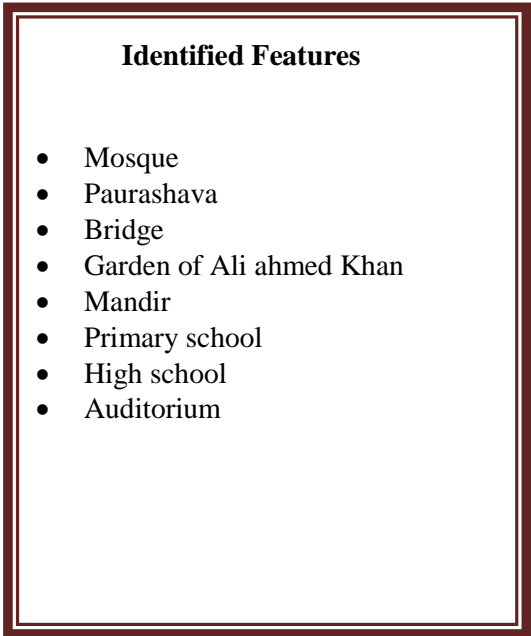 Identified Features
• Mosque
• Paurashava
• Bridge
• Garden of Ali ahmed Khan
• Mandir
• Primary school
• High school
• Auditorium